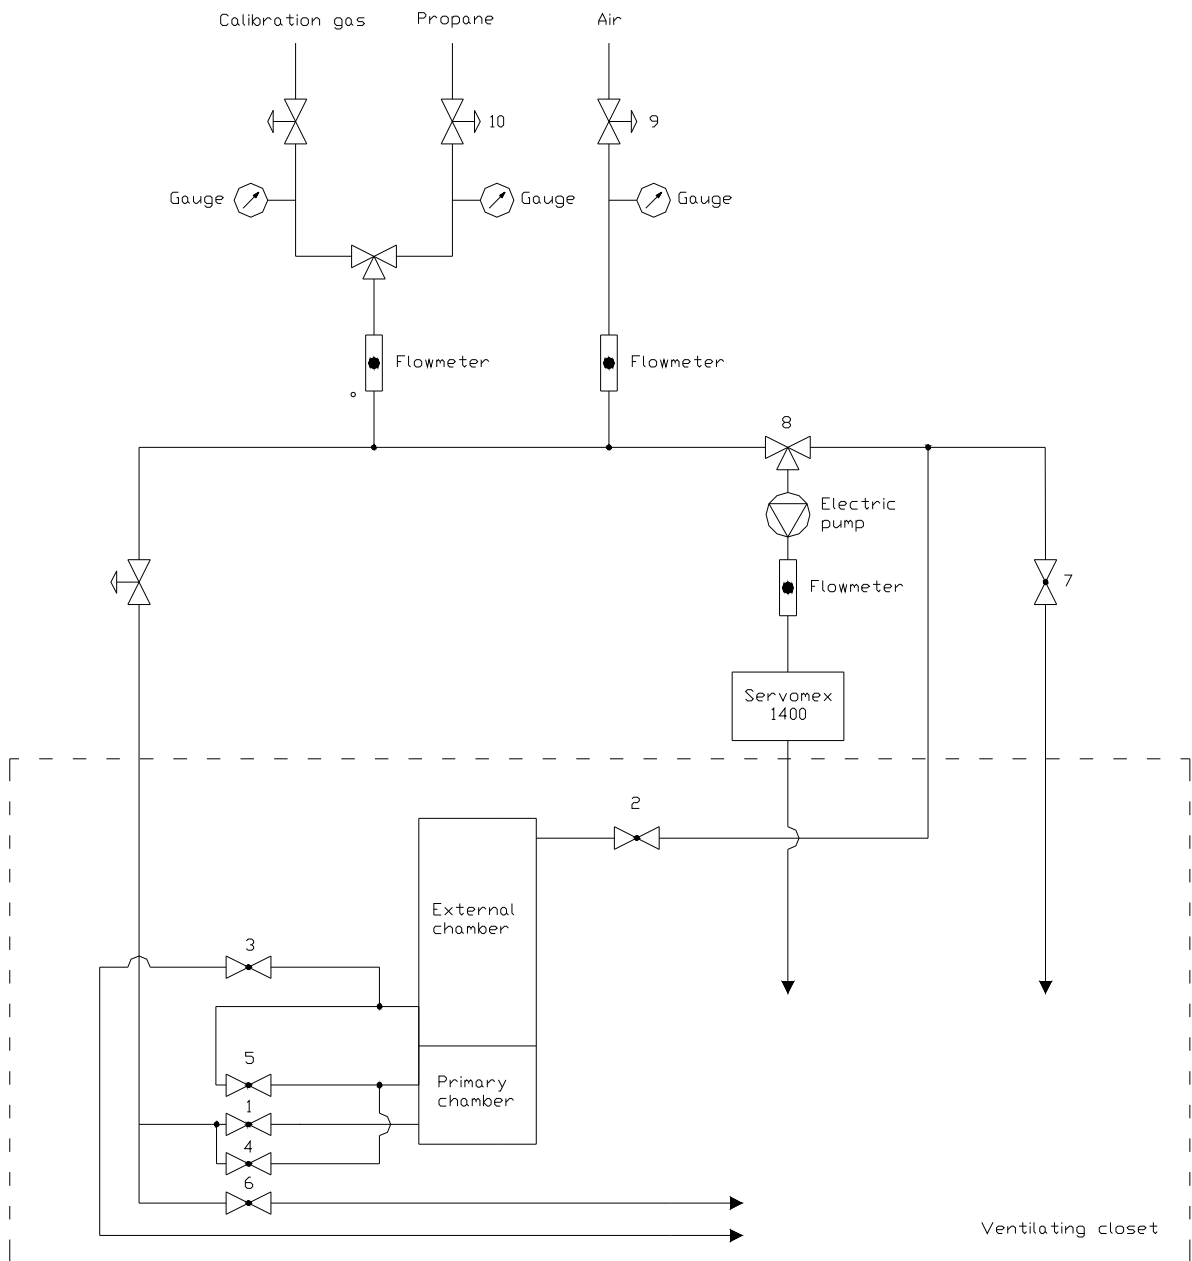 Calibration gas
Propane
Air
10
9
Gauge
Gauge
Gauge
Flowmeter
Flowmeter
8
Electric
pump
7
Flowmeter
Servomex
1400
2
External
chamber
3
5
Primary
chamber
1
4
6
Ventilating closet